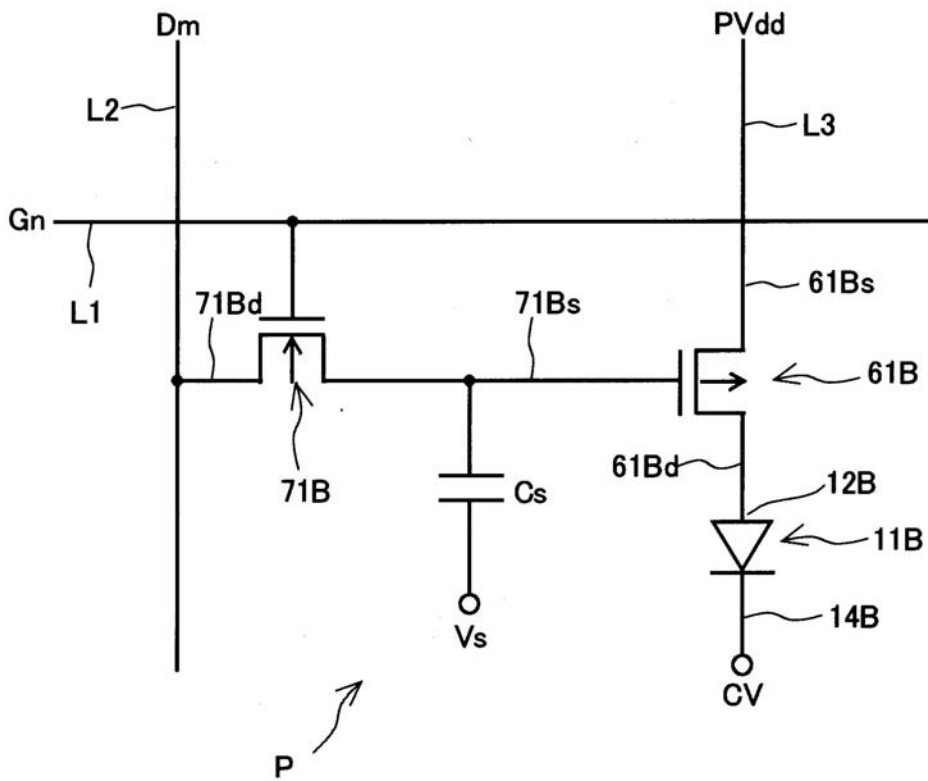 Dm
PVdd
L2
L3
Gn
L1
71Bd
71Bs
61Bs
61B
71B
Cs
61Bd
12B
11B
Vs
14B
CV
P